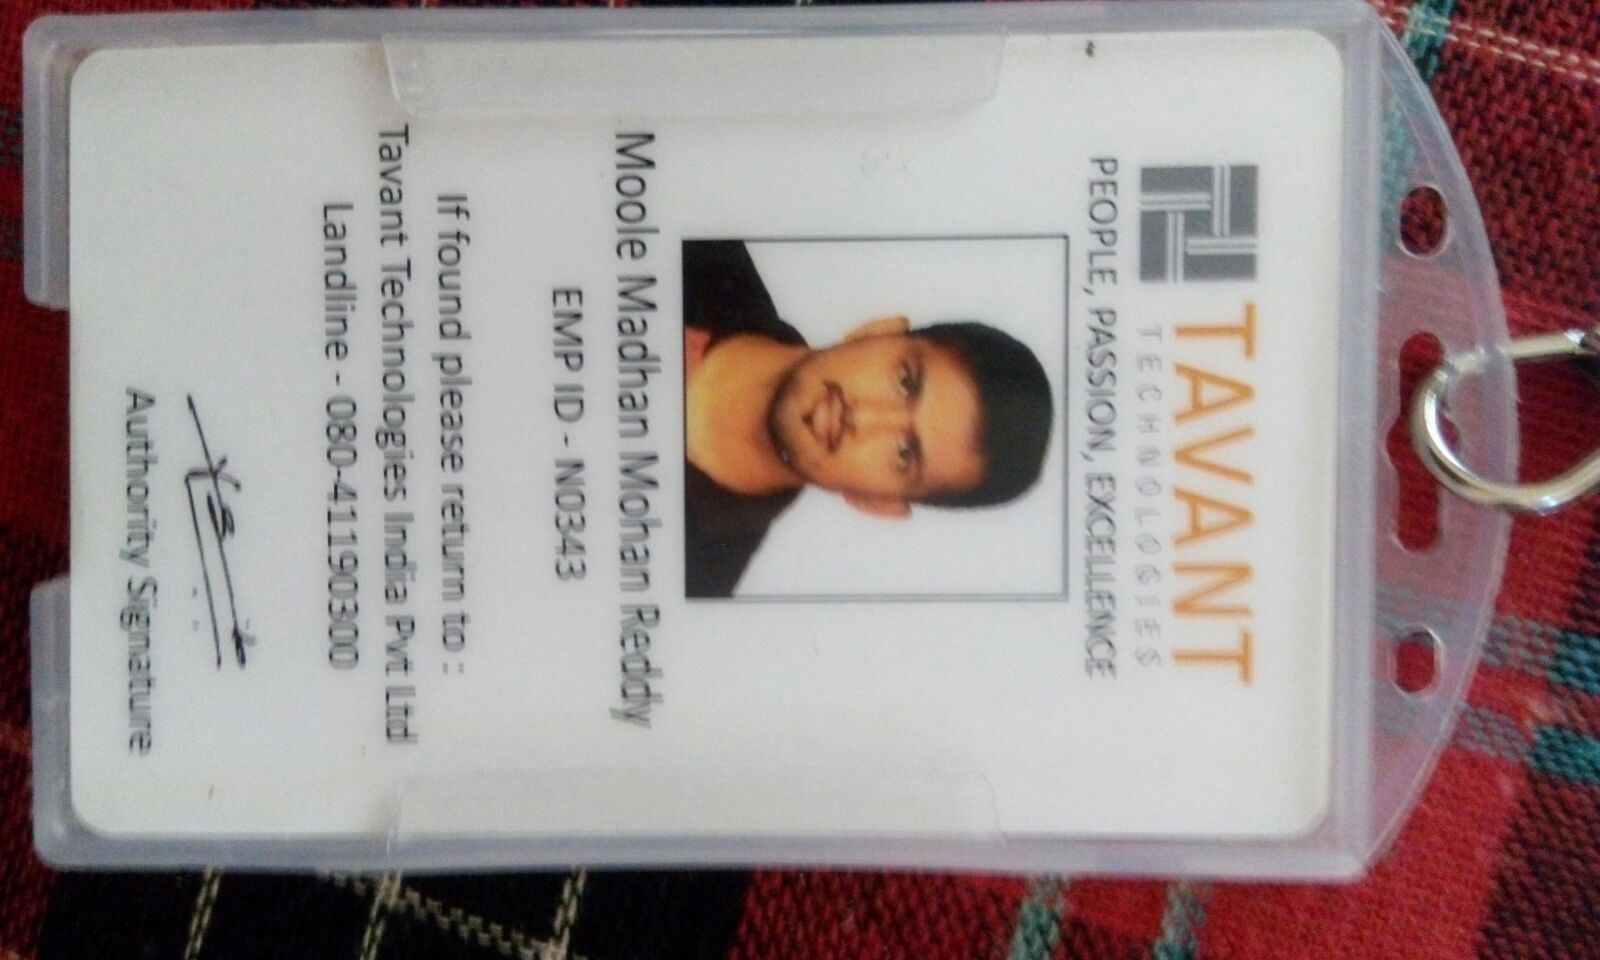 TAVANT
TECHNOLOGIES
PEOPLE, PASSION, EXCELLENCE
Moole Madhan Mohan Reddy
EMP ID - N0343
If found please return to :
Tavant Technologies India Pvt Ltd
Landline - 080-41190300
Authority Signature